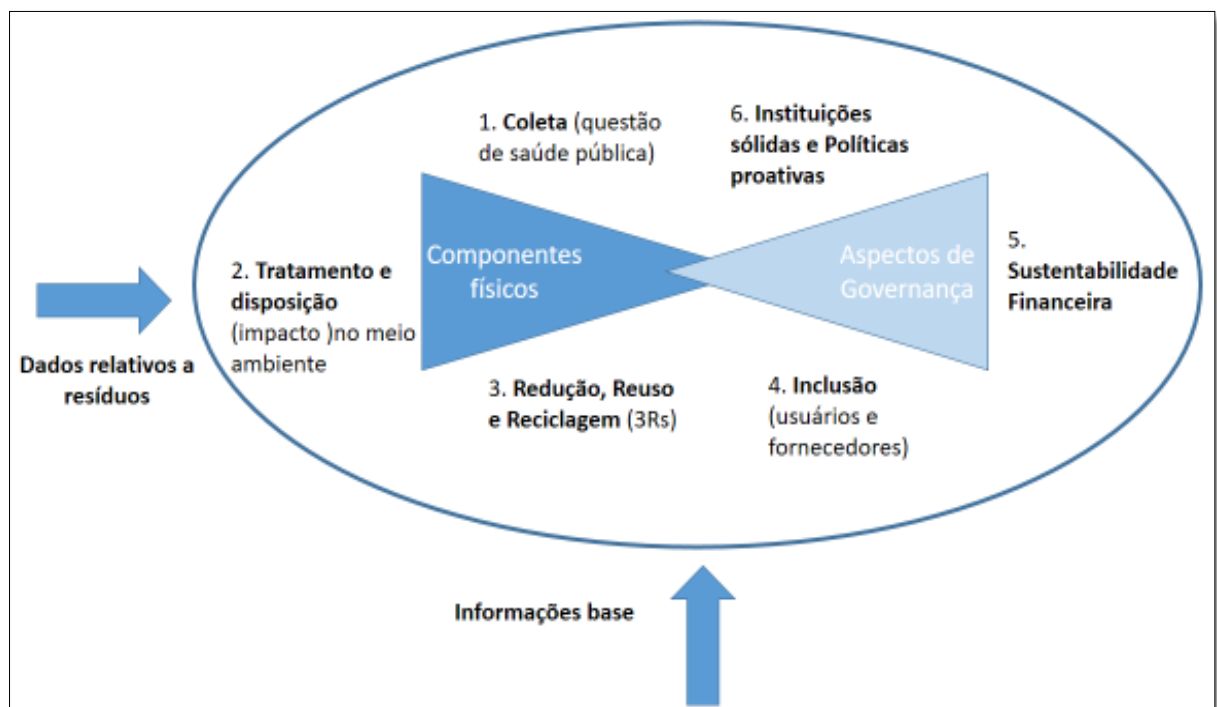 1. Coleta (questão
de saúde pública)
6. Instituições
sólidas e Políticas
proativas
2. Tratamento e
disposição
(impacto )no meio
ambiente
Componentes
físicos
Aspectos de
Governança
5.
Sustentabilidade
Financeira
Dados relativos a
resíduos
3. Redução, Reuso
e Reciclagem (3Rs)
4. Inclusão
(usuários e
fornecedores)
Informações base